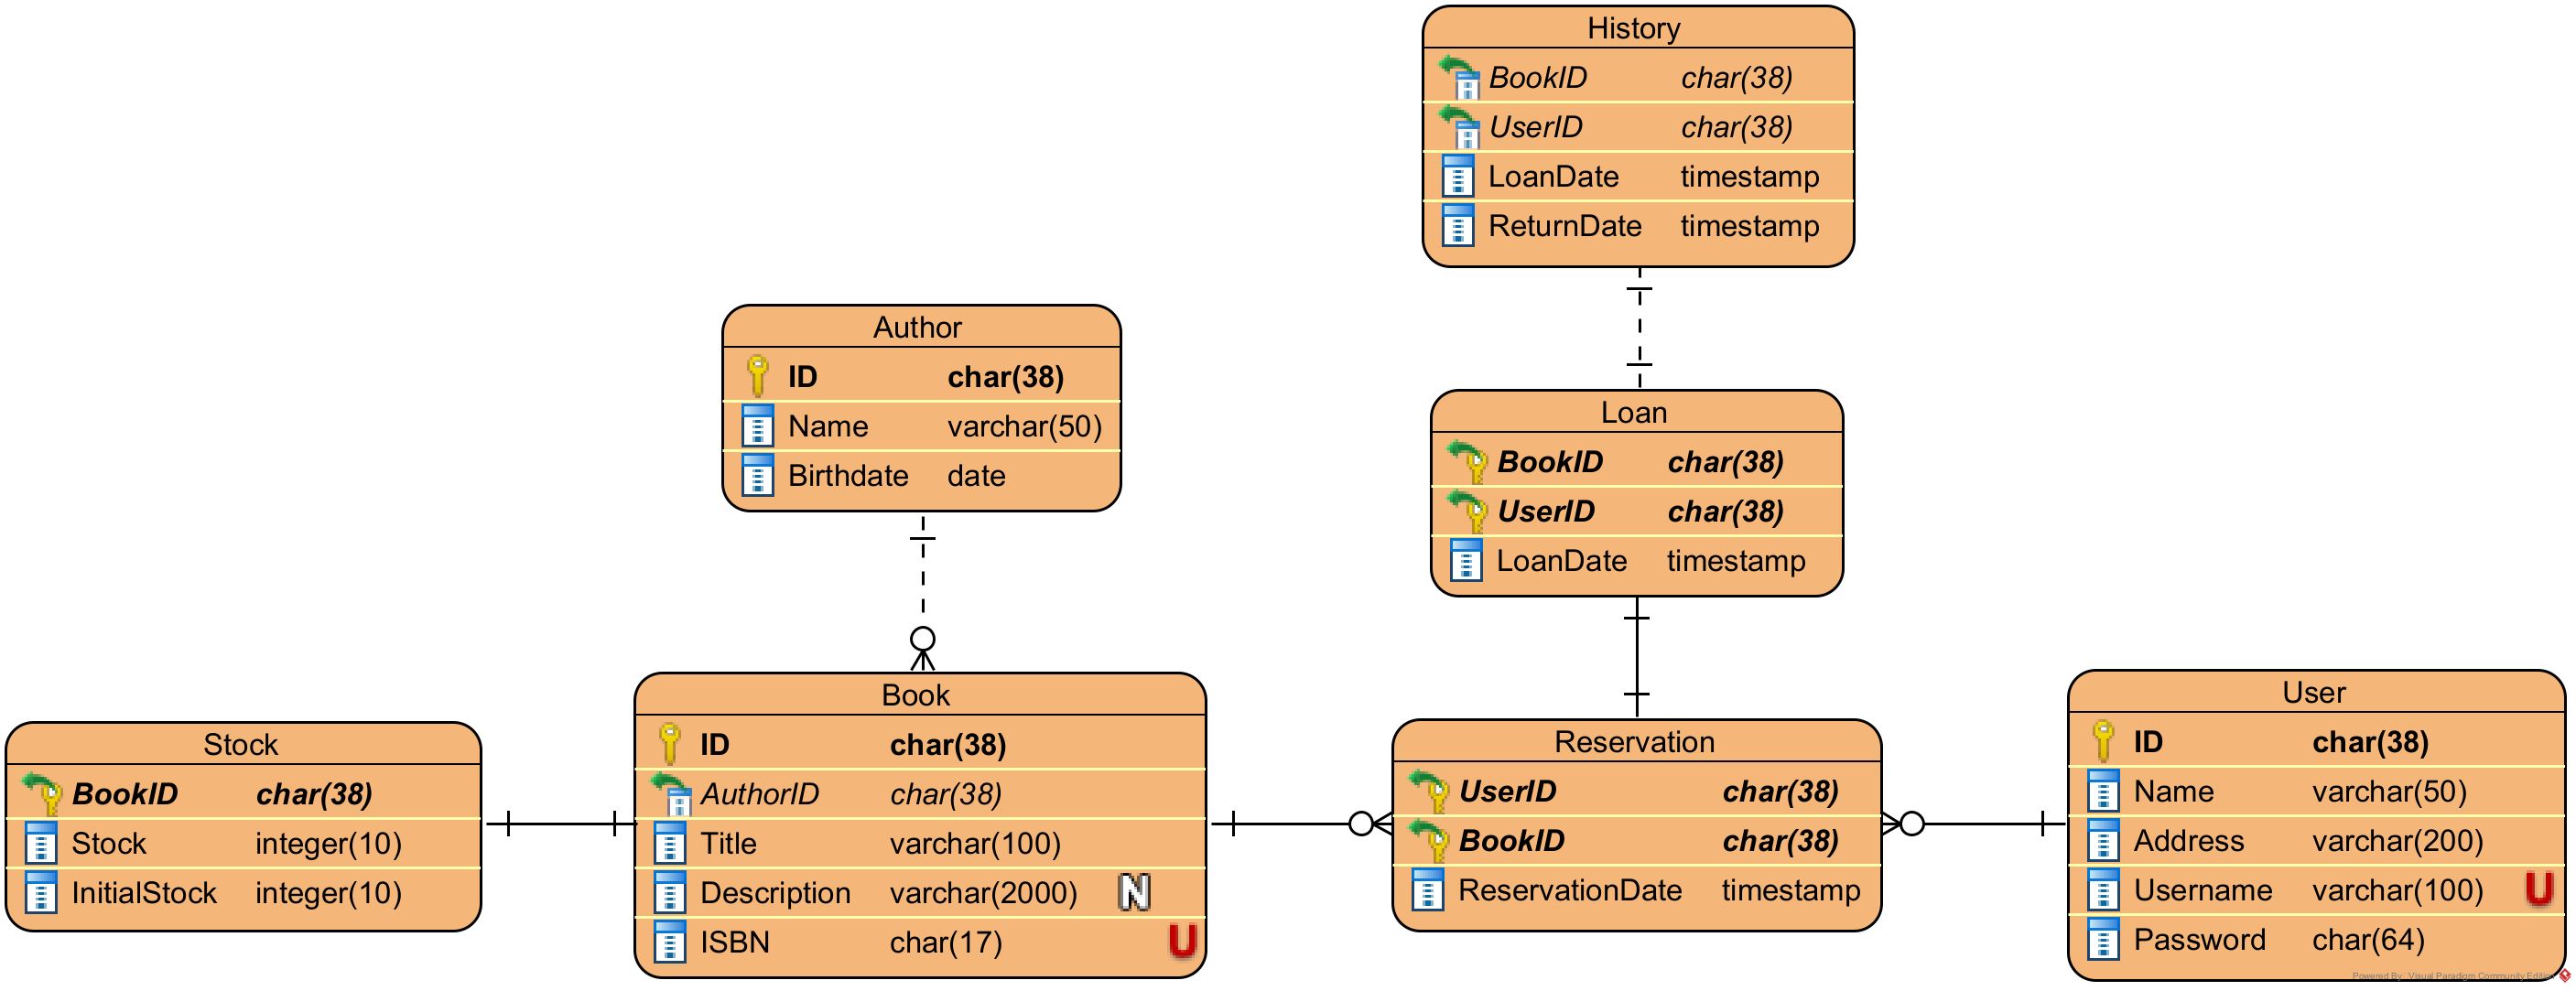 History
BookID char(38)
UserID char(38)
LoanDate timestamp
ReturnDate timestamp
Author
ID char(38)
Name varchar(50)
Birthdate date
Loan
BookID char(38)
UserID char(38)
LoanDate timestamp
Stock
BookID char(38)
Stock integer(10)
InitialStock integer(10)
Book
ID char(38)
AuthorID char(38)
Title varchar(100)
Description varchar(2000) N
ISBN char(17) U
Reservation
UserID char(38)
BookID char(38)
ReservationDate timestamp
User
ID char(38)
Name varchar(50)
Address varchar(200)
Username varchar(100) U
Password char(64)
Powered By Visual Paradigm Community Edition